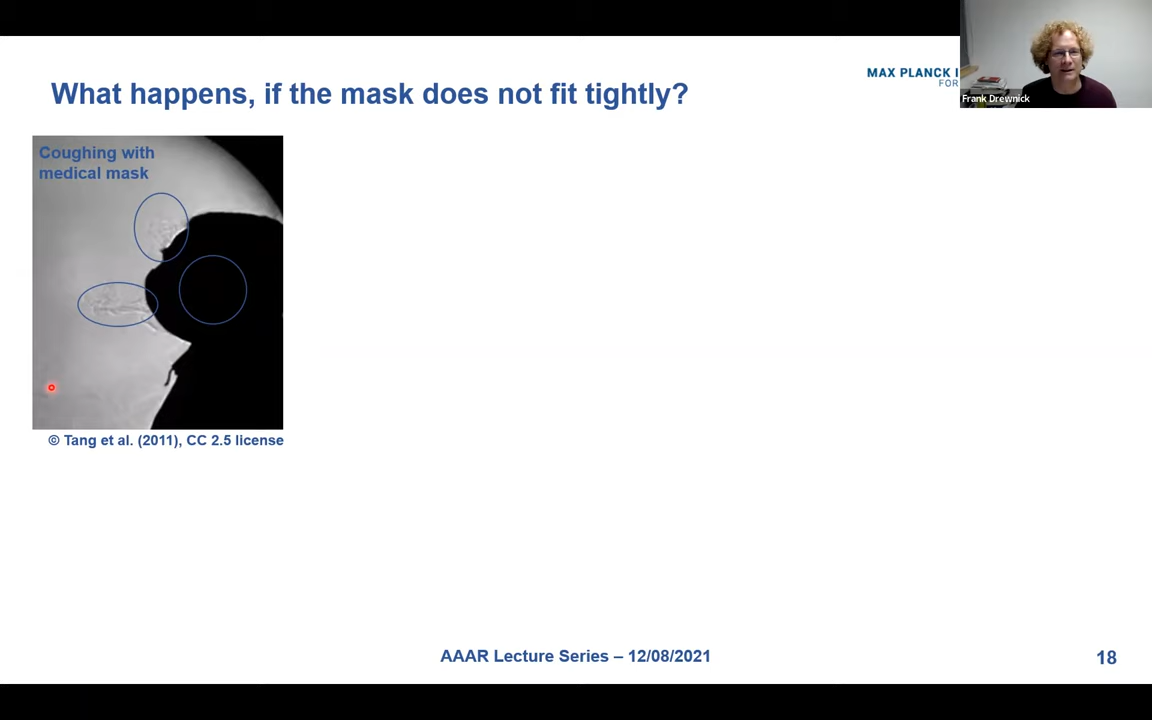 What happens, if the mask does not fit tightly?
MAX PLANCK I
FOR
Frank Drewnick
Coughing with
medical mask
© Tang et al. (2011), CC 2.5 license
AAAR Lecture Series – 12/08/2021
18